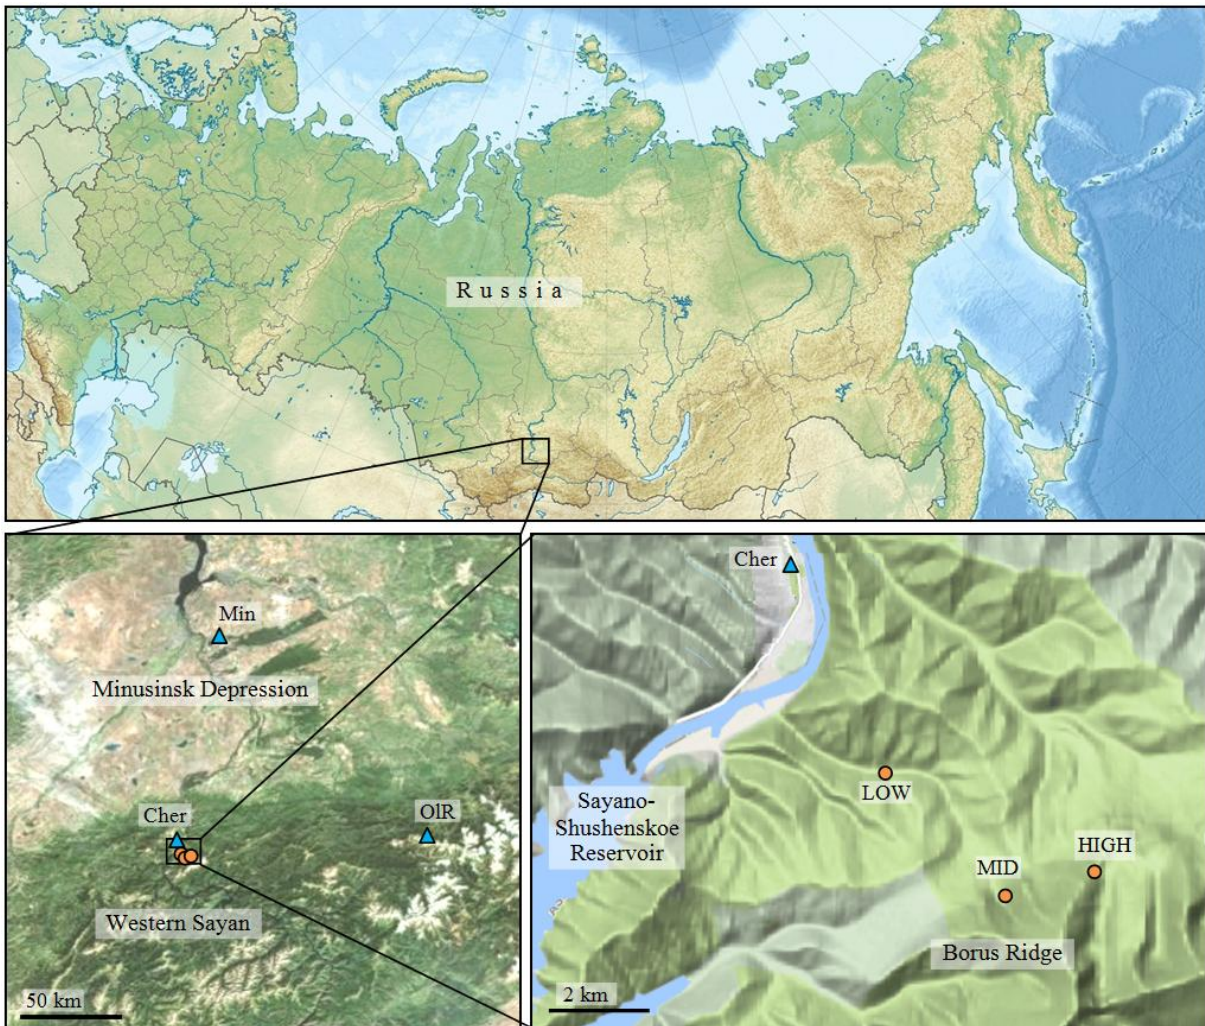 Russia
Min
Minusinsk Depression
Cher
OlR
Western Sayan
50 km
Cher
LOW
Sayano-
Shushenskoe
Reservoir
HIGH
MID
Borus Ridge
2 km